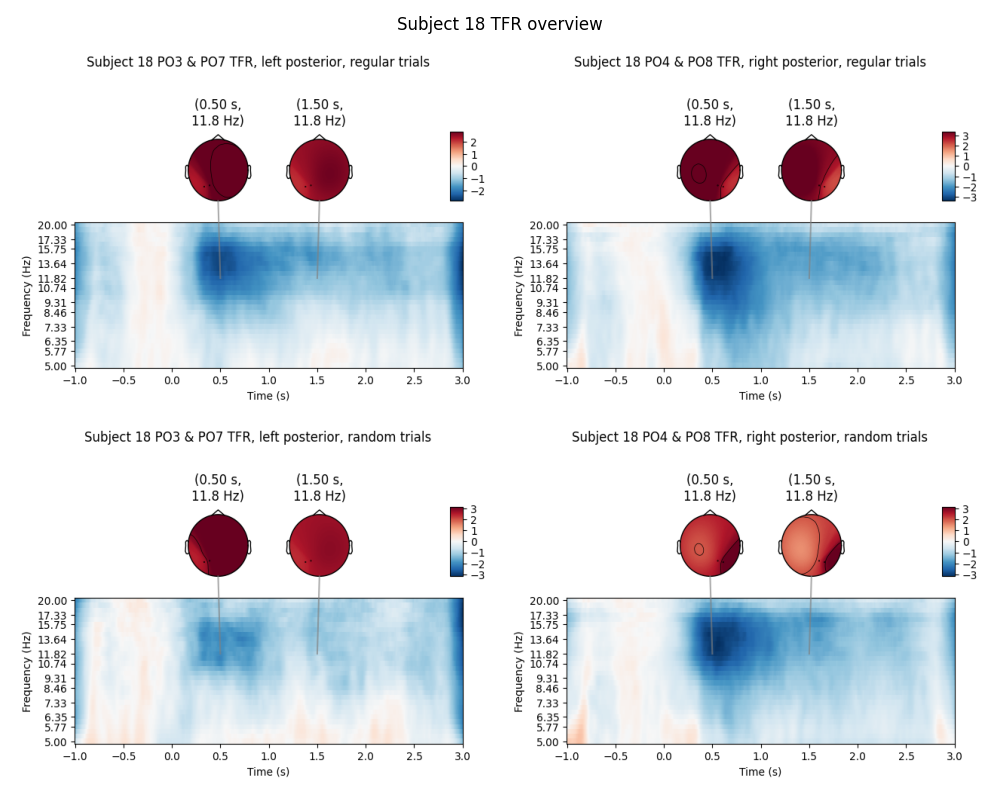 Subject 18 TFR overview
Subject 18 PO3 & PO7 TFR, left posterior, regular trials
(0.50 s,
11.8 Hz)
(1.50 s,
11.8 Hz)
2
1
0
−1
−2
20.00
17.33
15.75
13.64
11.82
10.74
9.31
8.46
7.33
6.35
5.77
5.00
Frequency (Hz)
−1.0 −0.5 0.0 0.5 1.0 1.5 2.0 2.5 3.0
Time (s)
Subject 18 PO4 & PO8 TFR, right posterior, regular trials
(0.50 s,
11.8 Hz)
(1.50 s,
11.8 Hz)
3
2
1
0
−1
−2
−3
20.00
17.33
15.75
13.64
11.82
10.74
9.31
8.46
7.33
6.35
5.77
5.00
Frequency (Hz)
−1.0 −0.5 0.0 0.5 1.0 1.5 2.0 2.5 3.0
Time (s)
Subject 18 PO3 & PO7 TFR, left posterior, random trials
(0.50 s,
11.8 Hz)
(1.50 s,
11.8 Hz)
3
2
1
0
−1
−2
−3
20.00
17.33
15.75
13.64
11.82
10.74
9.31
8.46
7.33
6.35
5.77
5.00
Frequency (Hz)
−1.0 −0.5 0.0 0.5 1.0 1.5 2.0 2.5 3.0
Time (s)
Subject 18 PO4 & PO8 TFR, right posterior, random trials
(0.50 s,
11.8 Hz)
(1.50 s,
11.8 Hz)
3
2
1
0
−1
−2
−3
20.00
17.33
15.75
13.64
11.82
10.74
9.31
8.46
7.33
6.35
5.77
5.00
Frequency (Hz)
−1.0 −0.5 0.0 0.5 1.0 1.5 2.0 2.5 3.0
Time (s)